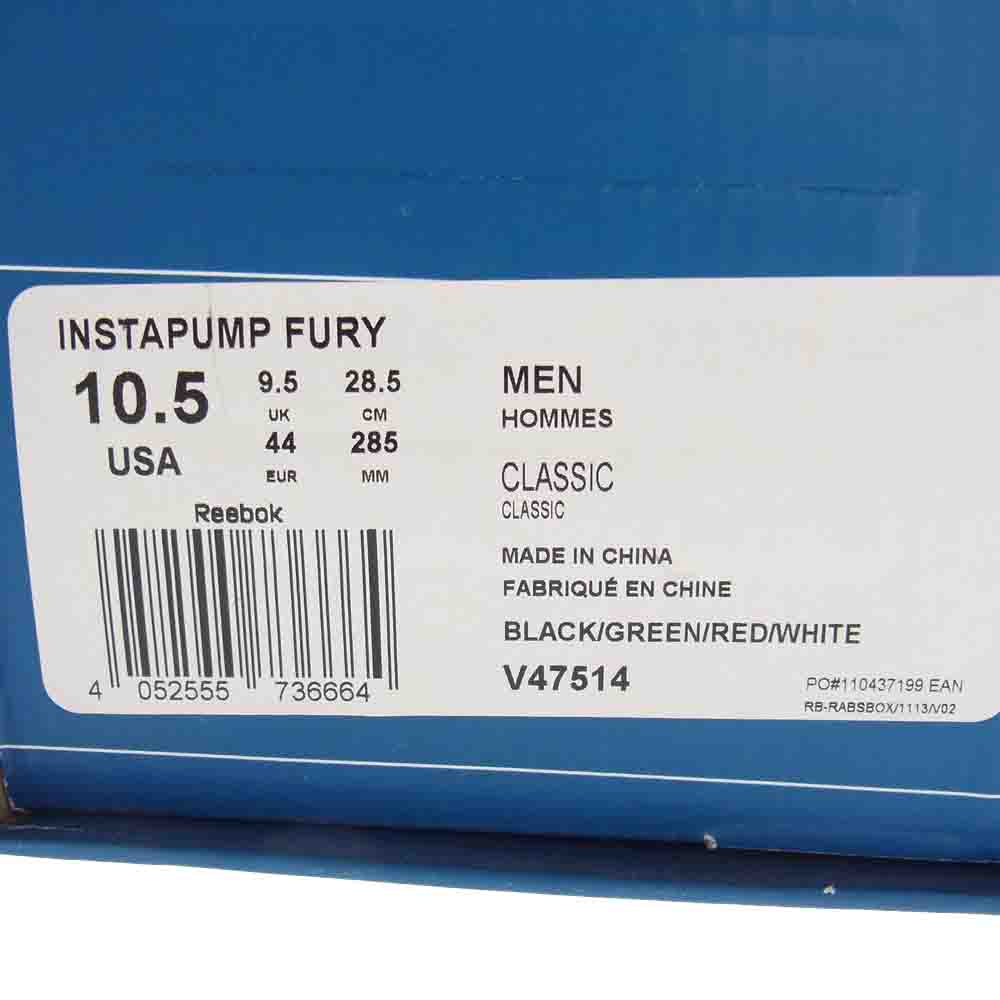 INSTAPUMP FURY
10.5 9.5 28.5
UK CM
USA 44 285
EUR MM
Reebok
4 052555 736664
MEN
HOMMES
CLASSIC
CLASSIC
MADE IN CHINA
FABRIQUÉ EN CHINE
BLACK/GREEN/RED/WHITE
V47514
PO#110437199 EAN
RB-RABSBOX/1113/V02